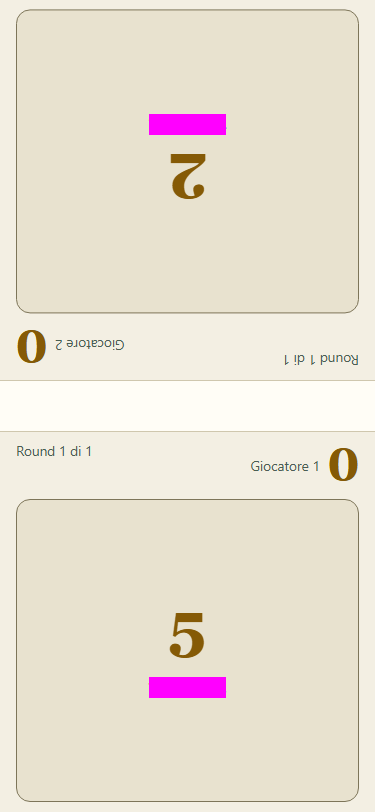 2
0 Giocatore 2
Round 1 di 1
Round 1 di 1
Giocatore 1 0
5